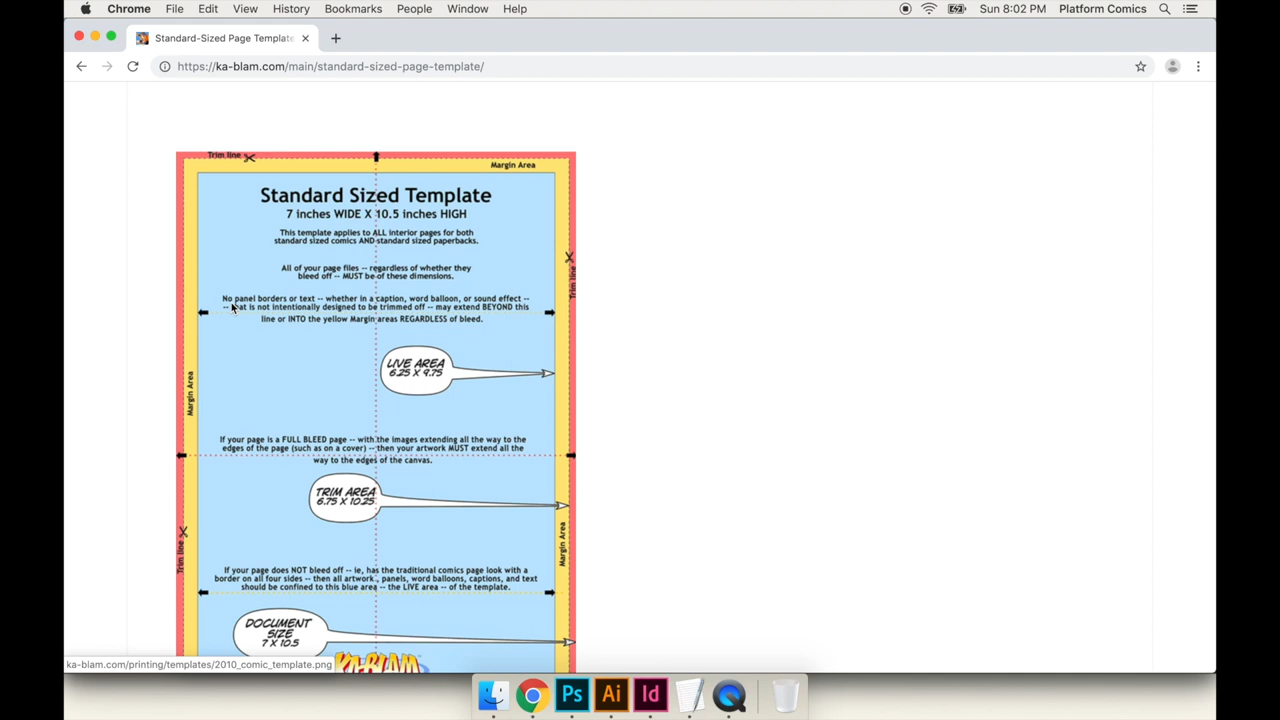 Chrome File Edit View History Bookmarks People Window Help Sun 8:02 PM Platform Comics
Standard-Sized Page Template
https://ka-blam.com/main/standard-sized-page-template/
Trim line
Margin Area
Standard Sized Template
7 inches WIDE X 10.5 inches HIGH
This template applies to ALL interior pages for both
standard sized comics AND standard sized paperbacks.
All of your page files -- regardless of whether they
bleed off -- MUST be of these dimensions.
Trim line
No panel borders or text -- whether in a caption, word balloon, or sound effect --
-- that is not intentionally designed to be trimmed off -- may extend BEYOND this
line or INTO the yellow Margin areas REGARDLESS of bleed.
LIVE AREA
6.25 X 9.75
Margin Area
If your page is a FULL BLEED page -- with the images extending all the way to the
edges of the page (such as on a cover) -- then your artwork MUST extend all the
way to the edges of the canvas.
TRIM AREA
6.75 X 10.25
Trim line
Margin Area
If your page does NOT bleed off -- ie, has the traditional comics page look with a
border on all four sides -- then all artwork, panels, word balloons, captions, and text
should be confined to this blue area -- the LIVE area -- of the template.
DOCUMENT
SIZE
7 X 10.5
KA-BLAM
ka-blam.com/printing/templates/2010_comic_template.png
Ps Ai Id